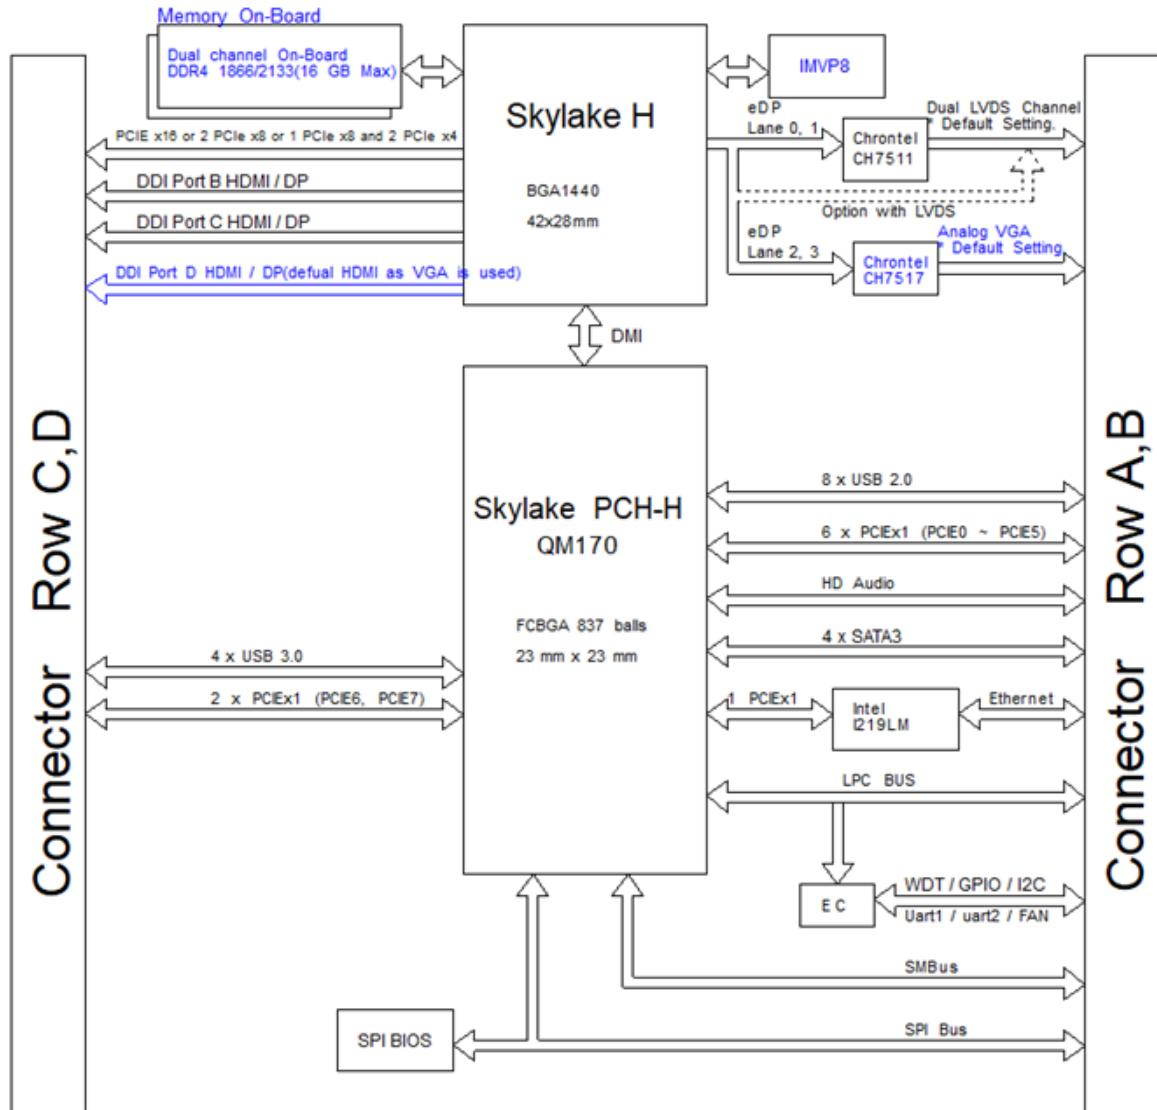 Memory On-Board
Dual channel On-Board
DDR4 1866/2133(16 GB Max)
Skylake H
BGA1440
42x28mm
IMVP8
eDP
Lane 0, 1
Chrontel
CH7511
Dual LVDS Channel
* Default Setting.
Option with LVDS
eDP
Lane 2, 3
Chrontel
CH7517
Analog VGA
* Default Setting
PCIE x16 or 2 PCIe x8 or 1 PCIe x8 and 2 PCIe x4
DDI Port B HDMI / DP
DDI Port C HDMI / DP
DDI Port D HDMI / DP(defual HDMI as VGA is used)
DMI
Skylake PCH-H
QM170
FCBGA 837 balls
23 mm x 23 mm
4 x USB 3.0
2 x PCIEx1 (PCIE6, PCIE7)
8 x USB 2.0
6 x PCIEx1 (PCIE0 ~ PCIE5)
HD Audio
4 x SATA3
1 PCIEx1
Intel
I219LM
Ethernet
LPC BUS
EC
WDT / GPIO / I2C
Uart1 / uart2 / FAN
SMBus
SPI Bus
SPI BIOS
Connector Row C,D
Connector Row A,B